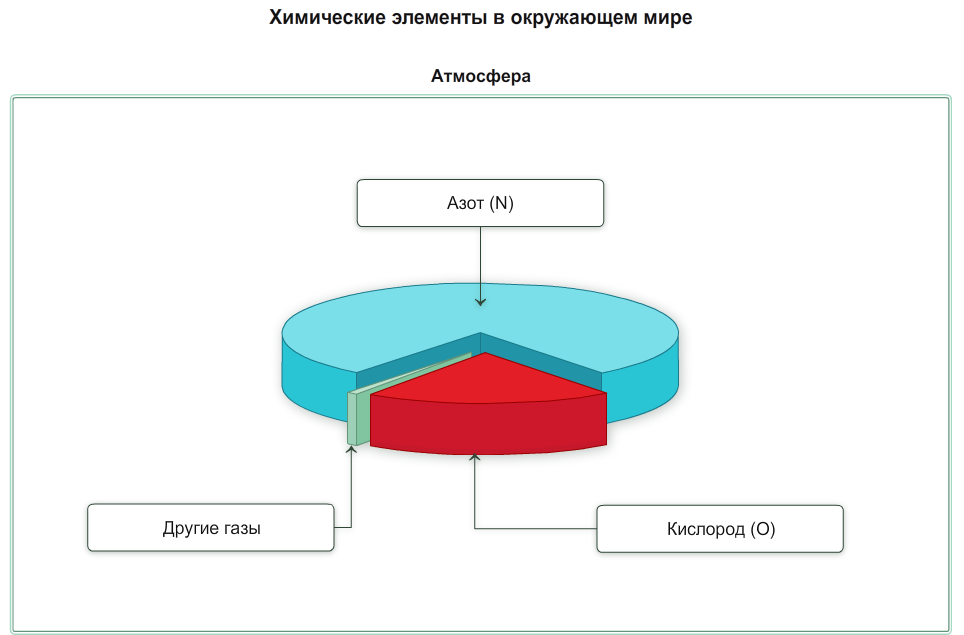 Химические элементы в окружающем мире
Атмосфера
Азот (N)
Другие газы
Кислород (O)